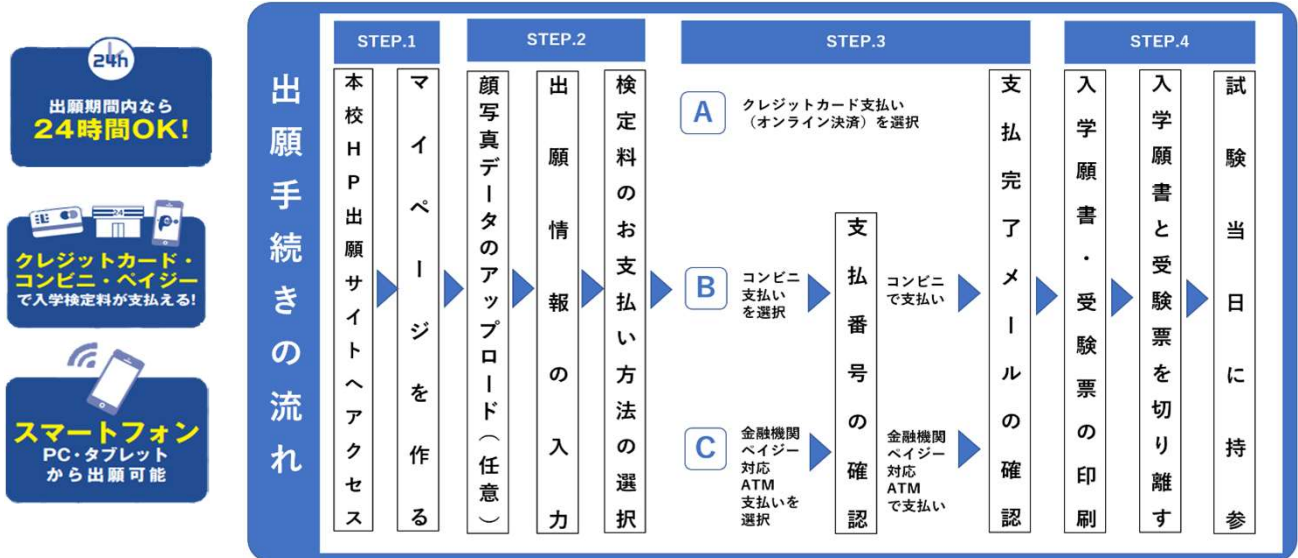 24h
出願期間内なら
24時間OK!
24
クレジットカード・
コンビニ・ペイジー
で入学検定料が支払える!
スマートフォン
PC・タブレット
から出願可能
出願手続きの流れ
STEP.1
本校HP出願サイトへアクセス
マイページを作る
STEP.2
顔写真データのアップロード(任意)
出願情報の入力
検定料のお支払い方法の選択
STEP.3
A
クレジットカード支払い
(オンライン決済)を選択
B
コンビニ
支払い
を選択
C
金融機関
ペイジー
対応
ATM
支払いを
選択
支払番号の確認
コンビニ
で支払い
金融機関
ペイジー
対応
ATM
で支払い
支払完了メールの確認
STEP.4
入学願書・受験票の印刷
入学願書と受験票を切り離す
試験当日に持参